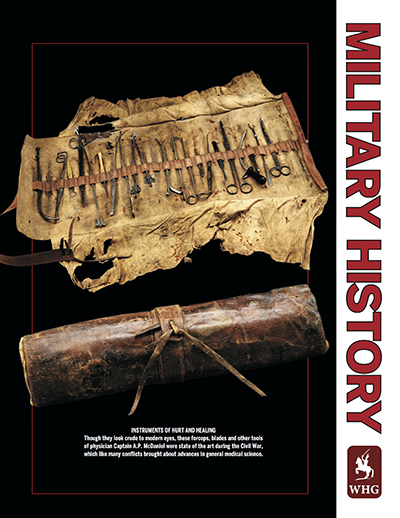 MILITARY HISTORY
INSTRUMENTS OF HURT AND HEALING
Though they look crude to modern eyes, these forceps, blades and other tools
of physician Captain A.P. McDaniel were state of the art during the Civil War,
which like many conflicts brought about advances in general medical science.
WHG